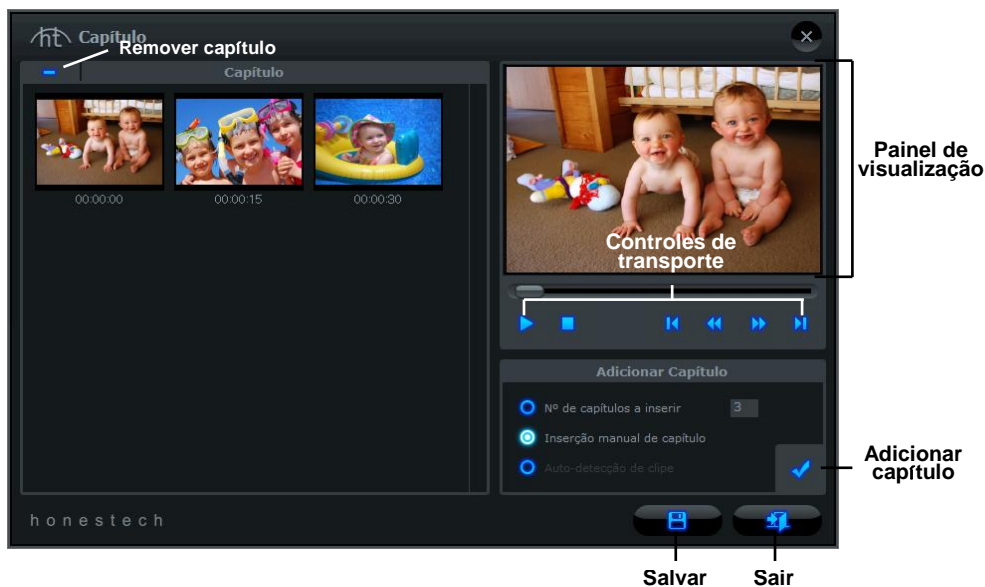 ht Capítulo
Remover capítulo
Capítulo
00:00:00
00:00:15
00:00:30
Painel de
visualização
Controles de
transporte
Adicionar Capítulo
Nº de capítulos a inserir 3
Inserção manual de capítulo
Auto-detecção de clipe
Adicionar
capítulo
honestech
Salvar
Sair